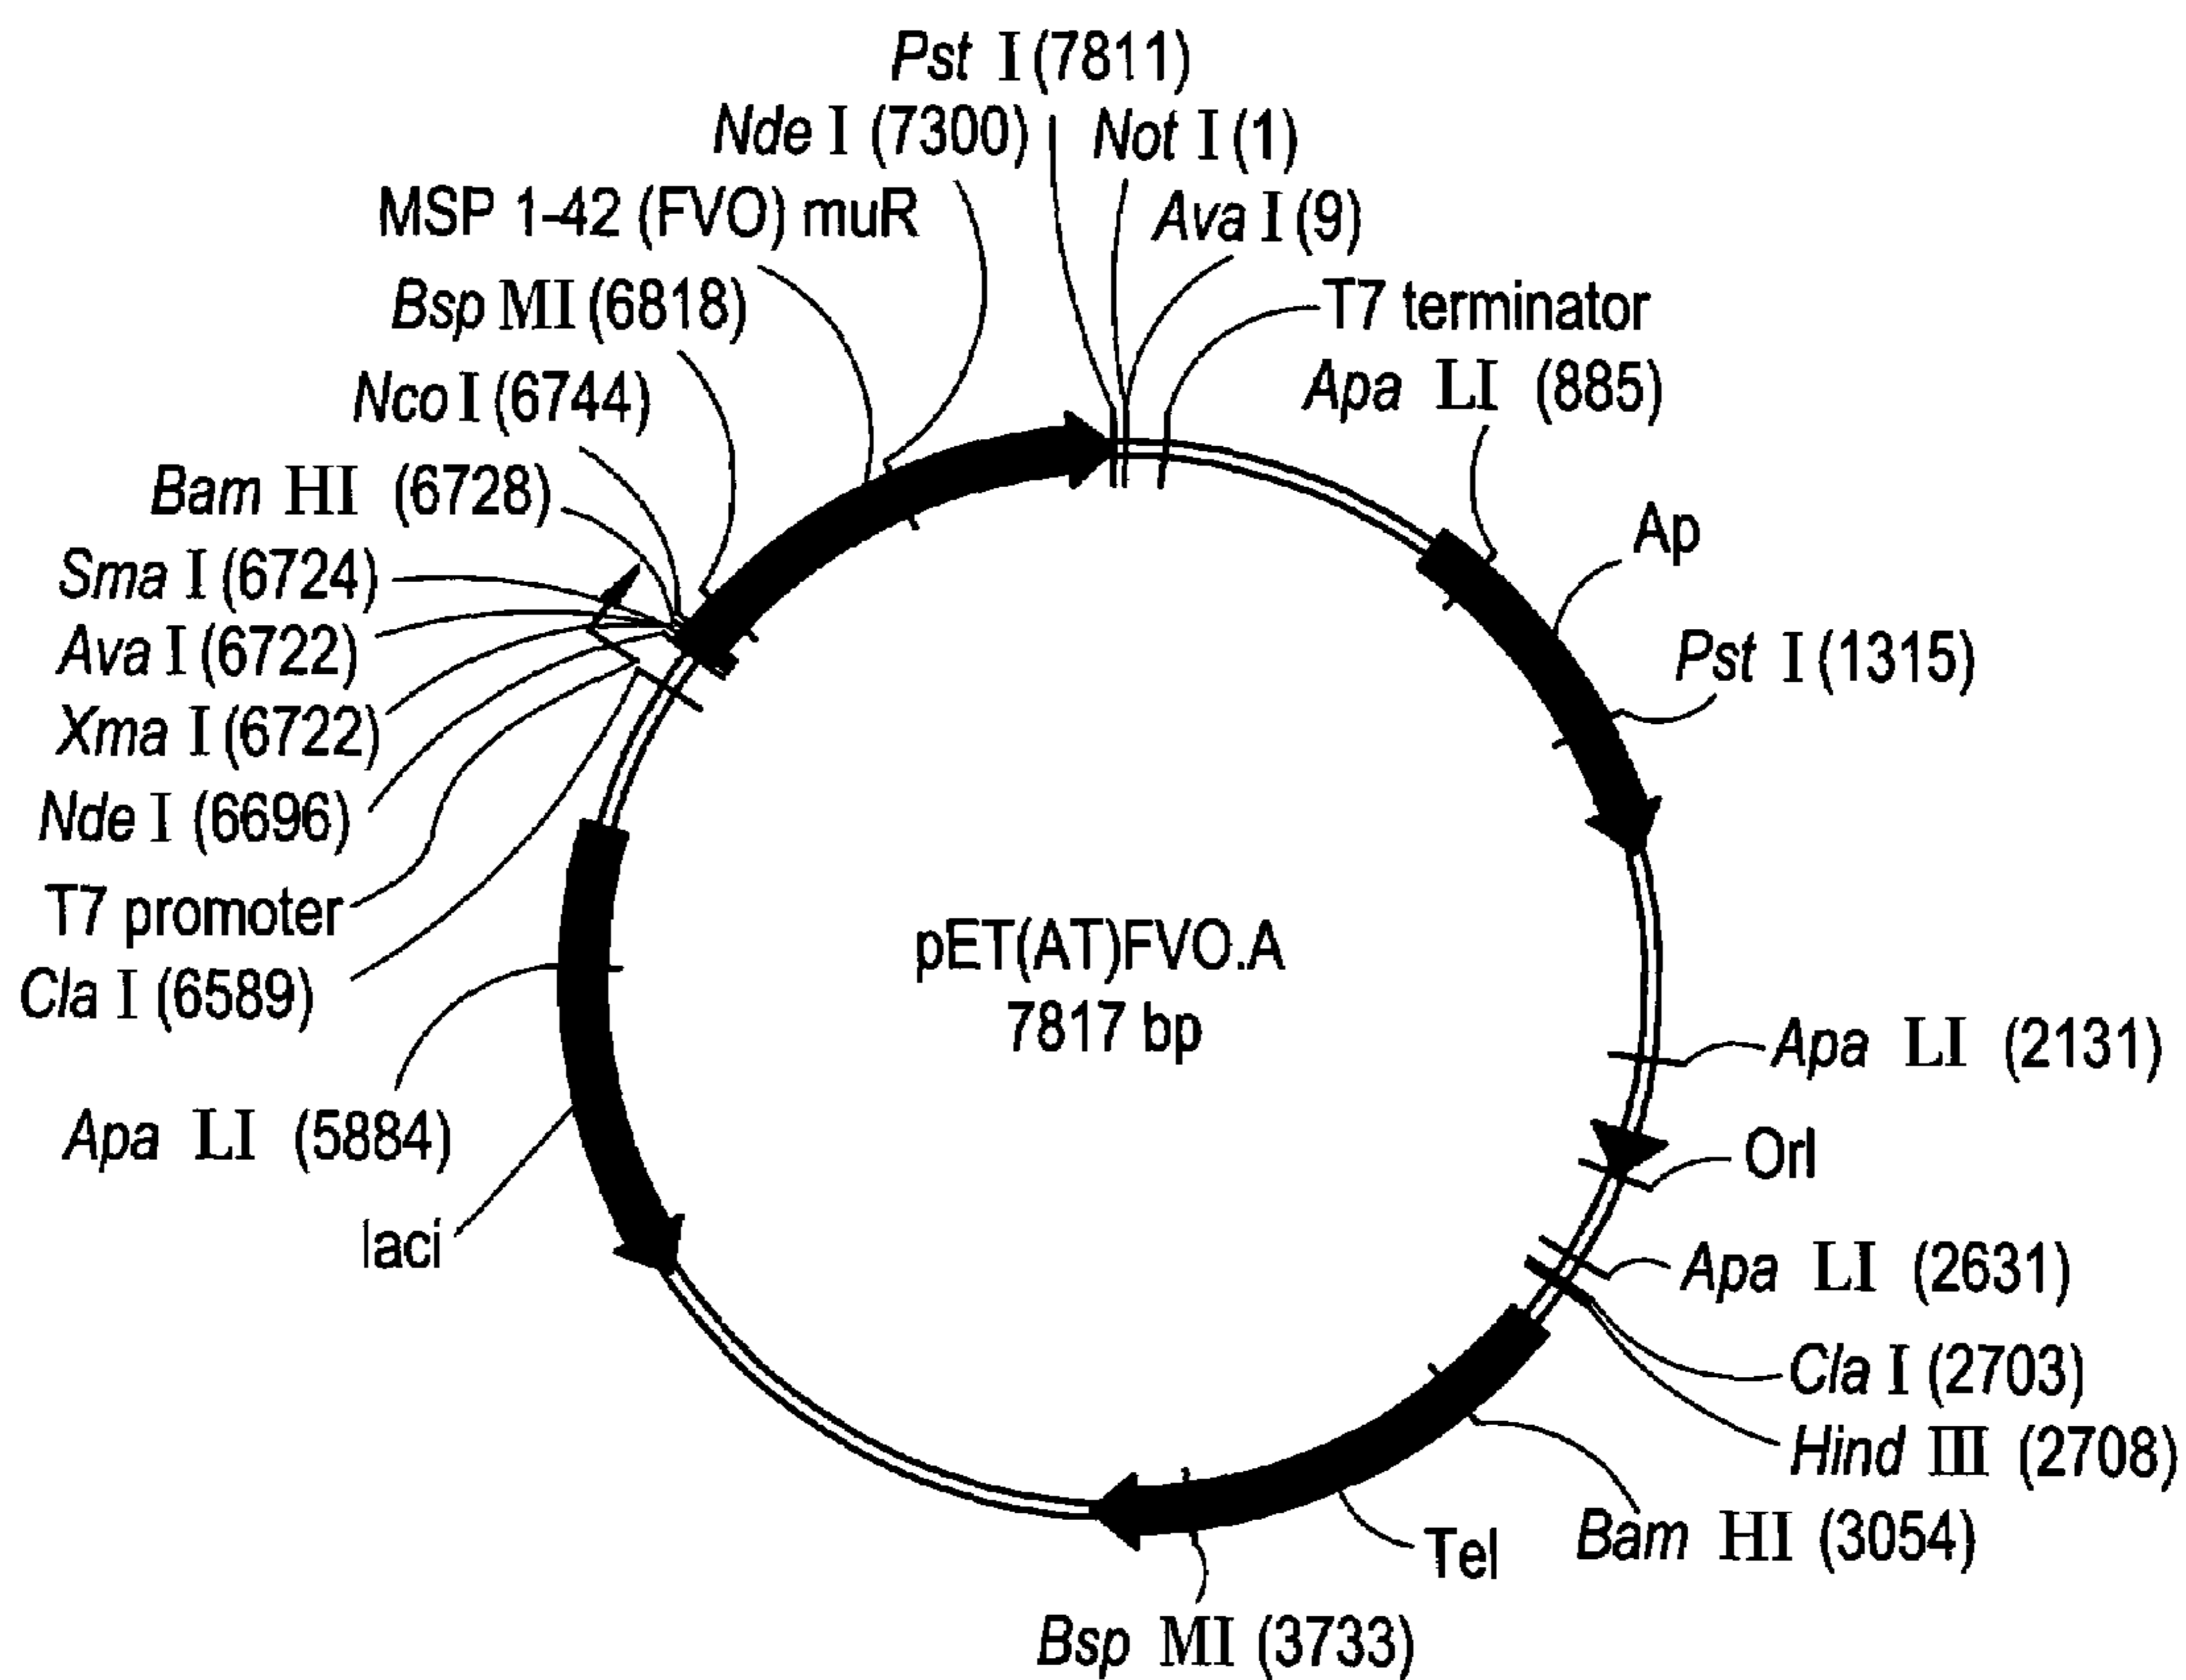 Pst I (7811)
Nde I (7300)
Not I (1)
MSP 1-42 (FVO) muR
Ava I (9)
Bsp MI (6818)
T7 terminator
Nco I (6744)
Apa LI (885)
Bam HI (6728)
Ap
Sma I (6724)
Ava I (6722)
Pst I (1315)
Xma I (6722)
Nde I (6696)
T7 promoter
Cla I (6589)
pET(AT)FVO.A
7817 bp
Apa LI (2131)
Apa LI (5884)
OrI
laci
Apa LI (2631)
Cla I (2703)
Hind III (2708)
Bam HI (3054)
Tel
Bsp MI (3733)